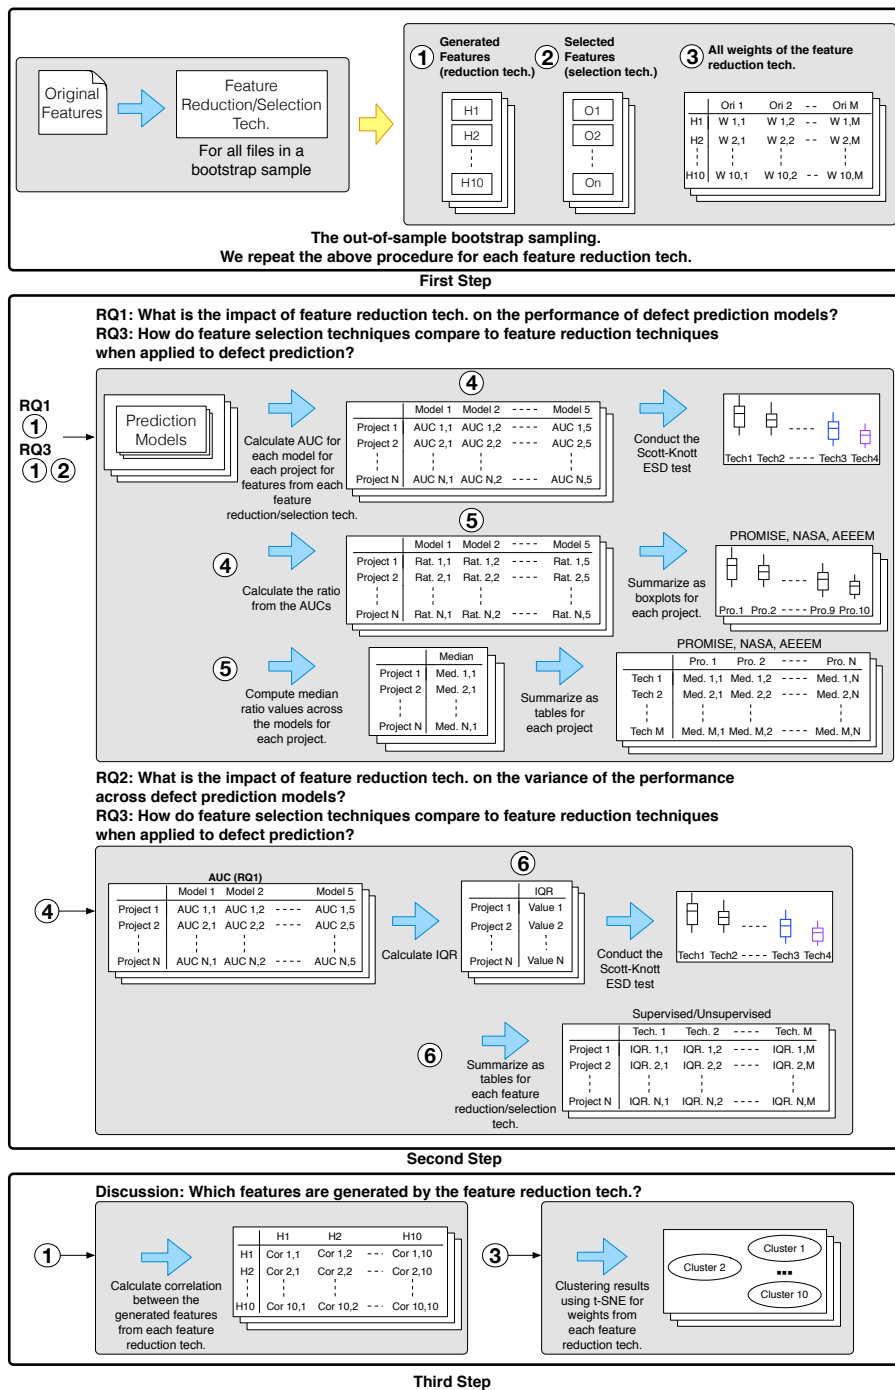 Original
Features
Feature
Reduction/Selection
Tech.
For all files in a
bootstrap sample
1
Generated
Features
(reduction tech.)
H1
H2
H10
2
Selected
Features
(selection tech.)
O1
O2
On
3
All weights of the feature
reduction tech.
Ori 1 Ori 2 -- Ori M
H1 W 1,1 W 1,2 -- W 1,M
H2 W 2,1 W 2,2 -- W 2,M
H10 W 10,1 W 10,2 -- W 10,M
The out-of-sample bootstrap sampling.
We repeat the above procedure for each feature reduction tech.
First Step
RQ1: What is the impact of feature reduction tech. on the performance of defect prediction models?
RQ3: How do feature selection techniques compare to feature reduction techniques
when applied to defect prediction?
RQ1
1
RQ3
1 2
Prediction
Models
Calculate AUC for
each model for
each project for
features from each
feature
reduction/selection tech.
4
Model 1 Model 2 ---- Model 5
Project 1 AUC 1,1 AUC 1,2 AUC 1,5
Project 2 AUC 2,1 AUC 2,2 AUC 2,5
Project N AUC N,1 AUC N,2 ---- AUC N,5
Conduct the
Scott-Knott
ESD test
Tech1 Tech2 ---- Tech3 Tech4
4
Calculate the ratio
from the AUCs
5
Model 1 Model 2 ---- Model 5
Project 1 Rat. 1,1 Rat. 1,2 Rat. 1,5
Project 2 Rat. 2,1 Rat. 2,2 ---- Rat. 2,5
Project N Rat. N,1 Rat. N,2 ---- Rat. N,5
Summarize as
boxplots for
each project.
PROMISE, NASA, AEEEM
Pro.1 Pro.2 ---- Pro.9 Pro.10
5
Compute median
ratio values across
the models for
each project.
Median
Project 1 Med. 1,1
Project 2 Med. 2,1
Project N Med. N,1
Summarize as
tables for
each project
PROMISE, NASA, AEEEM
Pro. 1 Pro. 2 ---- Pro. N
Tech 1 Med. 1,1 Med. 1,2 ---- Med. 1,N
Tech 2 Med. 2,1 Med. 2,2 ---- Med. 2,N
Tech M Med. M,1 Med. M,2 ---- Med. M,N
RQ2: What is the impact of feature reduction tech. on the variance of the performance
across defect prediction models?
RQ3: How do feature selection techniques compare to feature reduction techniques
when applied to defect prediction?
4
AUC (RQ1)
Model 1 Model 2 Model 5
Project 1 AUC 1,1 AUC 1,2 ---- AUC 1,5
Project 2 AUC 2,1 AUC 2,2 ---- AUC 2,5
Project N AUC N,1 AUC N,2 ---- AUC N,5
Calculate IQR
6
IQR
Project 1 Value 1
Project 2 Value 2
Project N Value N
Conduct the
Scott-Knott
ESD test
Tech1 Tech2 ---- Tech3 Tech4
6
Summarize as
tables for
each feature
reduction/selection
tech.
Supervised/Unsupervised
Tech. 1 Tech. 2 ---- Tech. M
Project 1 IQR. 1,1 IQR. 1,2 ---- IQR. 1,M
Project 2 IQR. 2,1 IQR. 2,2 ---- IQR. 2,M
Project N IQR. N,1 IQR. N,2 ---- IQR. N,M
Second Step
Discussion: Which features are generated by the feature reduction tech.?
1
Calculate correlation
between the
generated features
from each feature
reduction tech.
H1 H2 H10
H1 Cor 1,1 Cor 1,2 --- Cor 1,10
H2 Cor 2,1 Cor 2,2 --- Cor 2,10
H10 Cor 10,1 Cor 10,2 --- Cor 10,10
3
Clustering results
using t-SNE for
weights from
each feature
reduction tech.
Cluster 1
Cluster 2
...
Cluster 10
Third Step